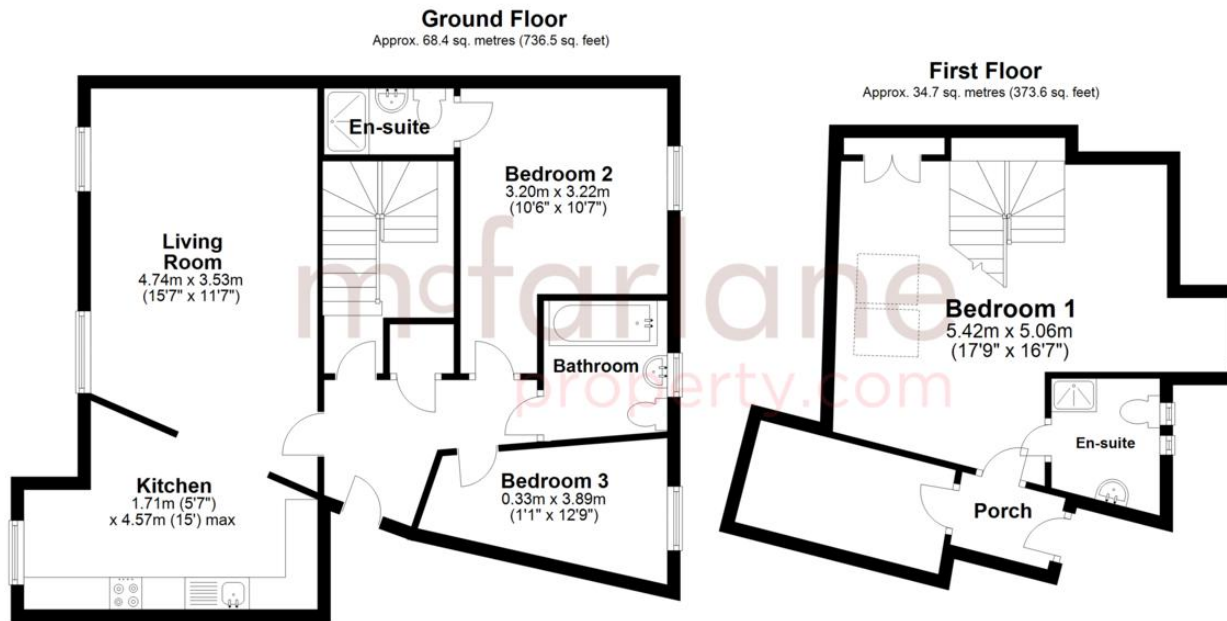 Ground Floor
Approx. 68.4 sq. metres (736.5 sq. feet)
En-suite
Bedroom 2
3.20m x 3.22m
(10'6" x 10'7")
Living
Room
4.74m x 3.53m
(15'7" x 11'7")
Bathroom
Bedroom 3
0.33m x 3.89m
(1'1" x 12'9")
Kitchen
1.71m (5'7")
x 4.57m (15') max
First Floor
Approx. 34.7 sq. metres (373.6 sq. feet)
Bedroom 1
5.42m x 5.06m
(17'9" x 16'7")
En-suite
Porch
mcfarlane
property.com